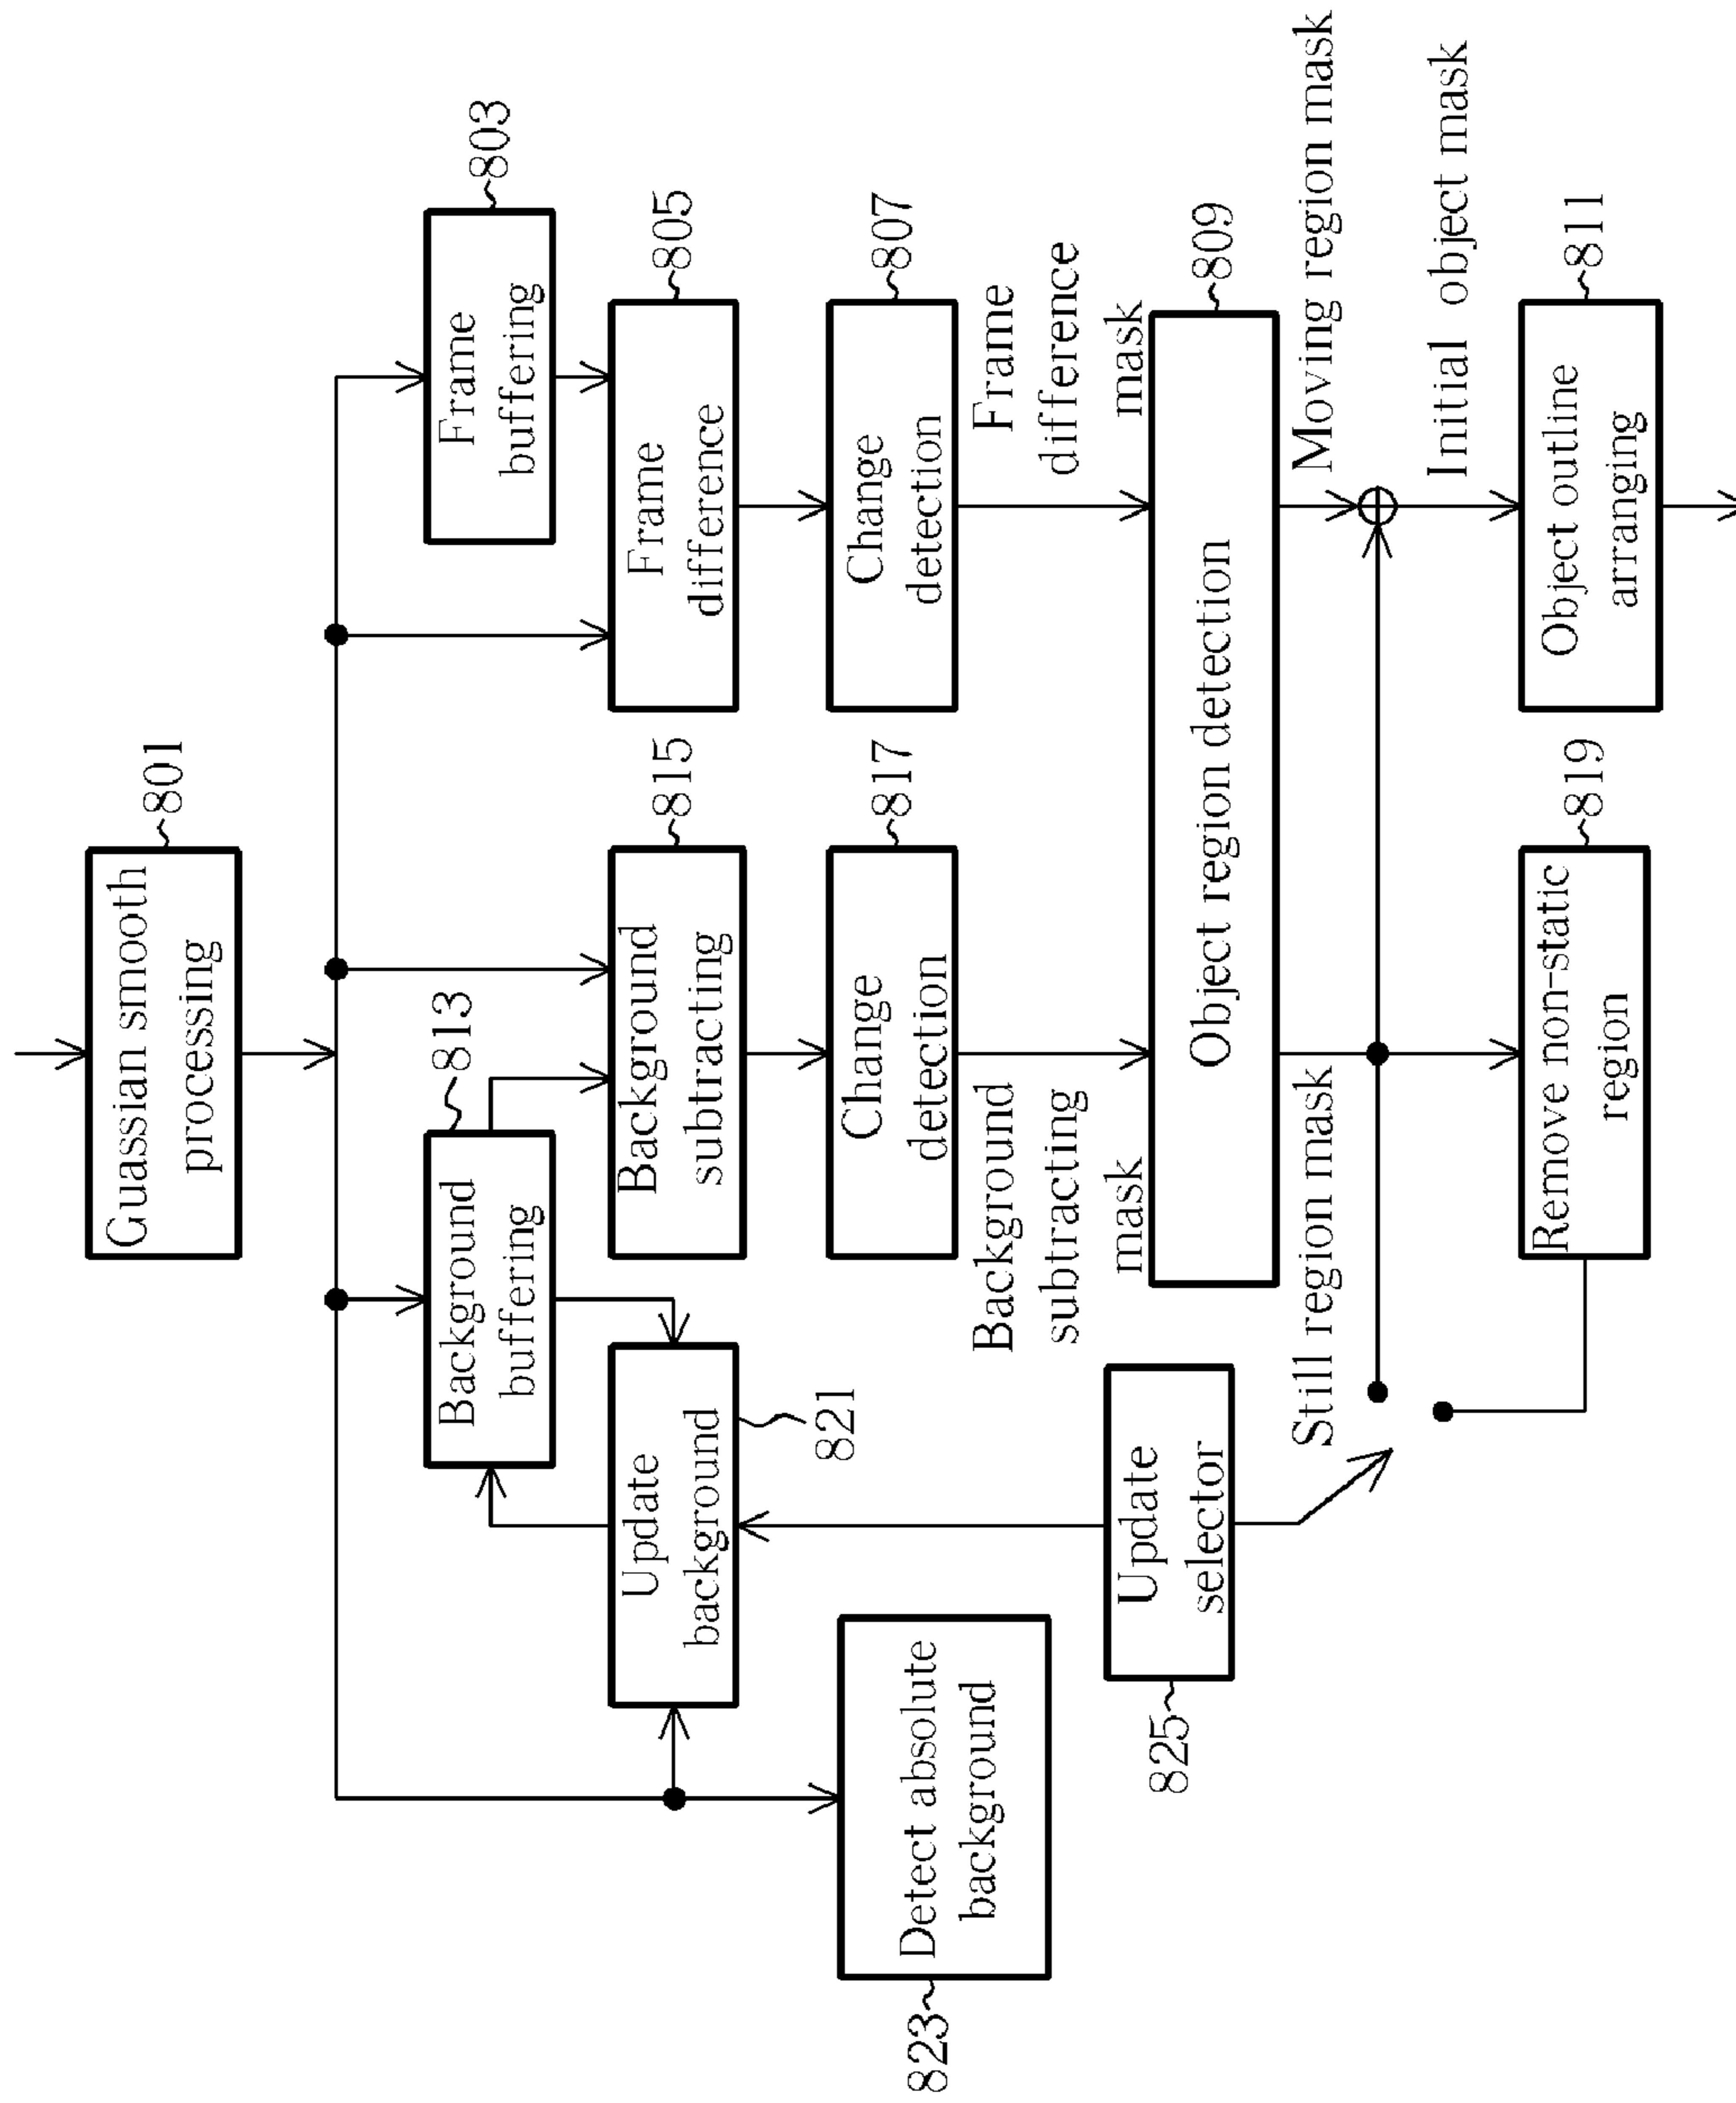 Guassian smooth
processing
801
Frame
buffering
803
Background
buffering
813
Frame
difference
805
Background
subtracting
815
Update
background
821
Change
detection
807
Change
detection
817
Detect absolute
background
823
Frame
difference
mask
Background
subtracting
mask
Object region detection
809
Update
selector
825
Moving region mask
Still region mask
Initial object mask
Object outline
arranging
811
Remove non-static
region
819